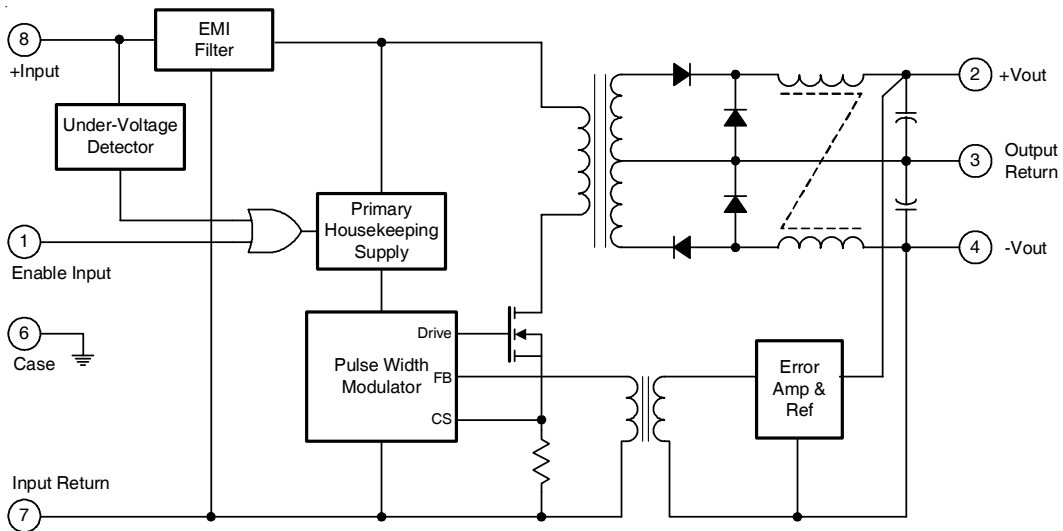 8
+Input
EMI
Filter
Under-Voltage
Detector
1
Enable Input
Primary
Housekeeping
Supply
6
Case
Pulse Width
Modulator
Drive
FB
CS
Input Return
7
2
+Vout
3
Output
Return
4
-Vout
Error
Amp &
Ref